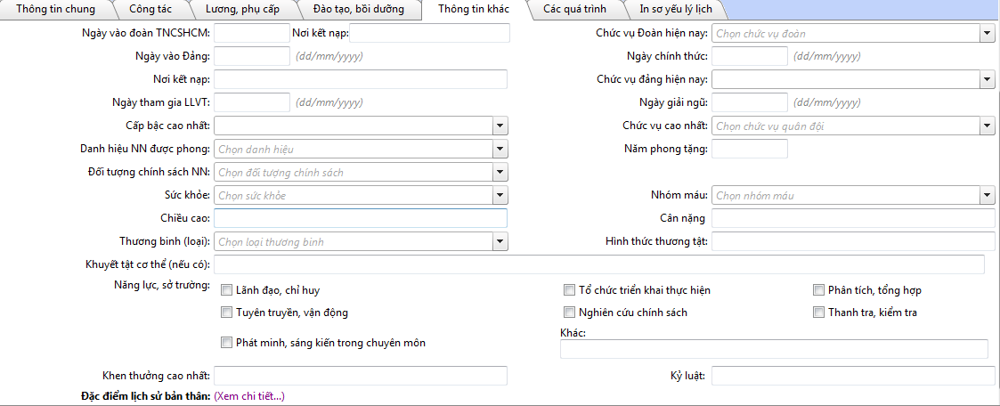 Thông tin chung Công tác Lương, phụ cấp Đào tạo, bồi dưỡng Thông tin khác Các quá trình In sơ yếu lý lịch
Ngày vào đoàn TNCSHCM: Nơi kết nạp: Chức vụ Đoàn hiện nay: Chọn chức vụ đoàn
Ngày vào Đảng: (dd/mm/yyyy) Ngày chính thức: (dd/mm/yyyy)
Nơi kết nạp: Chức vụ đảng hiện nay:
Ngày tham gia LLVT: (dd/mm/yyyy) Ngày giải ngũ: (dd/mm/yyyy)
Cấp bậc cao nhất: Chức vụ cao nhất: Chọn chức vụ quân đội
Danh hiệu NN được phong: Chọn danh hiệu Năm phong tặng:
Đối tượng chính sách NN: Chọn đối tượng chính sách
Sức khỏe: Chọn sức khỏe Nhóm máu: Chọn nhóm máu
Chiều cao: Cân nặng
Thương binh (loại): Chọn loại thương binh Hình thức thương tật:
Khuyết tật cơ thể (nếu có):
Năng lực, sở trường: Lãnh đạo, chỉ huy Tổ chức triển khai thực hiện Phân tích, tổng hợp
Tuyên truyền, vận động Nghiên cứu chính sách Thanh tra, kiểm tra
Phát minh, sáng kiến trong chuyên môn Khác:
Khen thưởng cao nhất: Kỷ luật:
Đặc điểm lịch sử bản thân: (Xem chi tiết...)